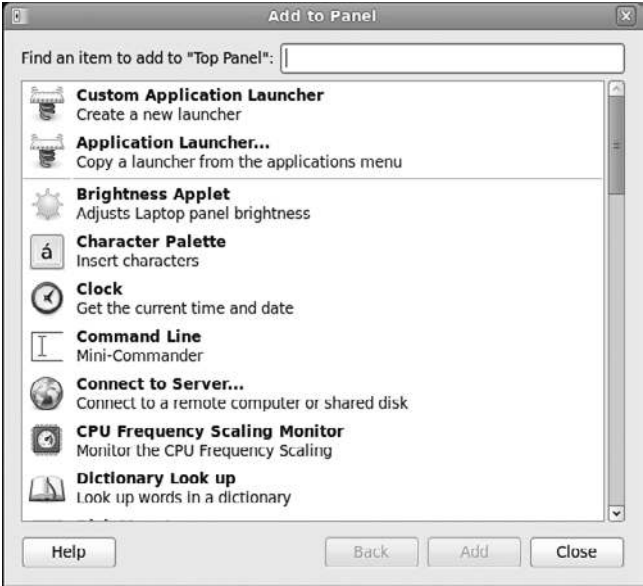 Add to Panel
Find an item to add to "Top Panel":
Custom Application Launcher
Create a new launcher
Application Launcher...
Copy a launcher from the applications menu
Brightness Applet
Adjusts Laptop panel brightness
á
Character Palette
Insert characters
Clock
Get the current time and date
Command Line
Mini-Commander
Connect to Server...
Connect to a remote computer or shared disk
CPU Frequency Scaling Monitor
Monitor the CPU Frequency Scaling
Dictionary Look up
Look up words in a dictionary
Help Back Add Close